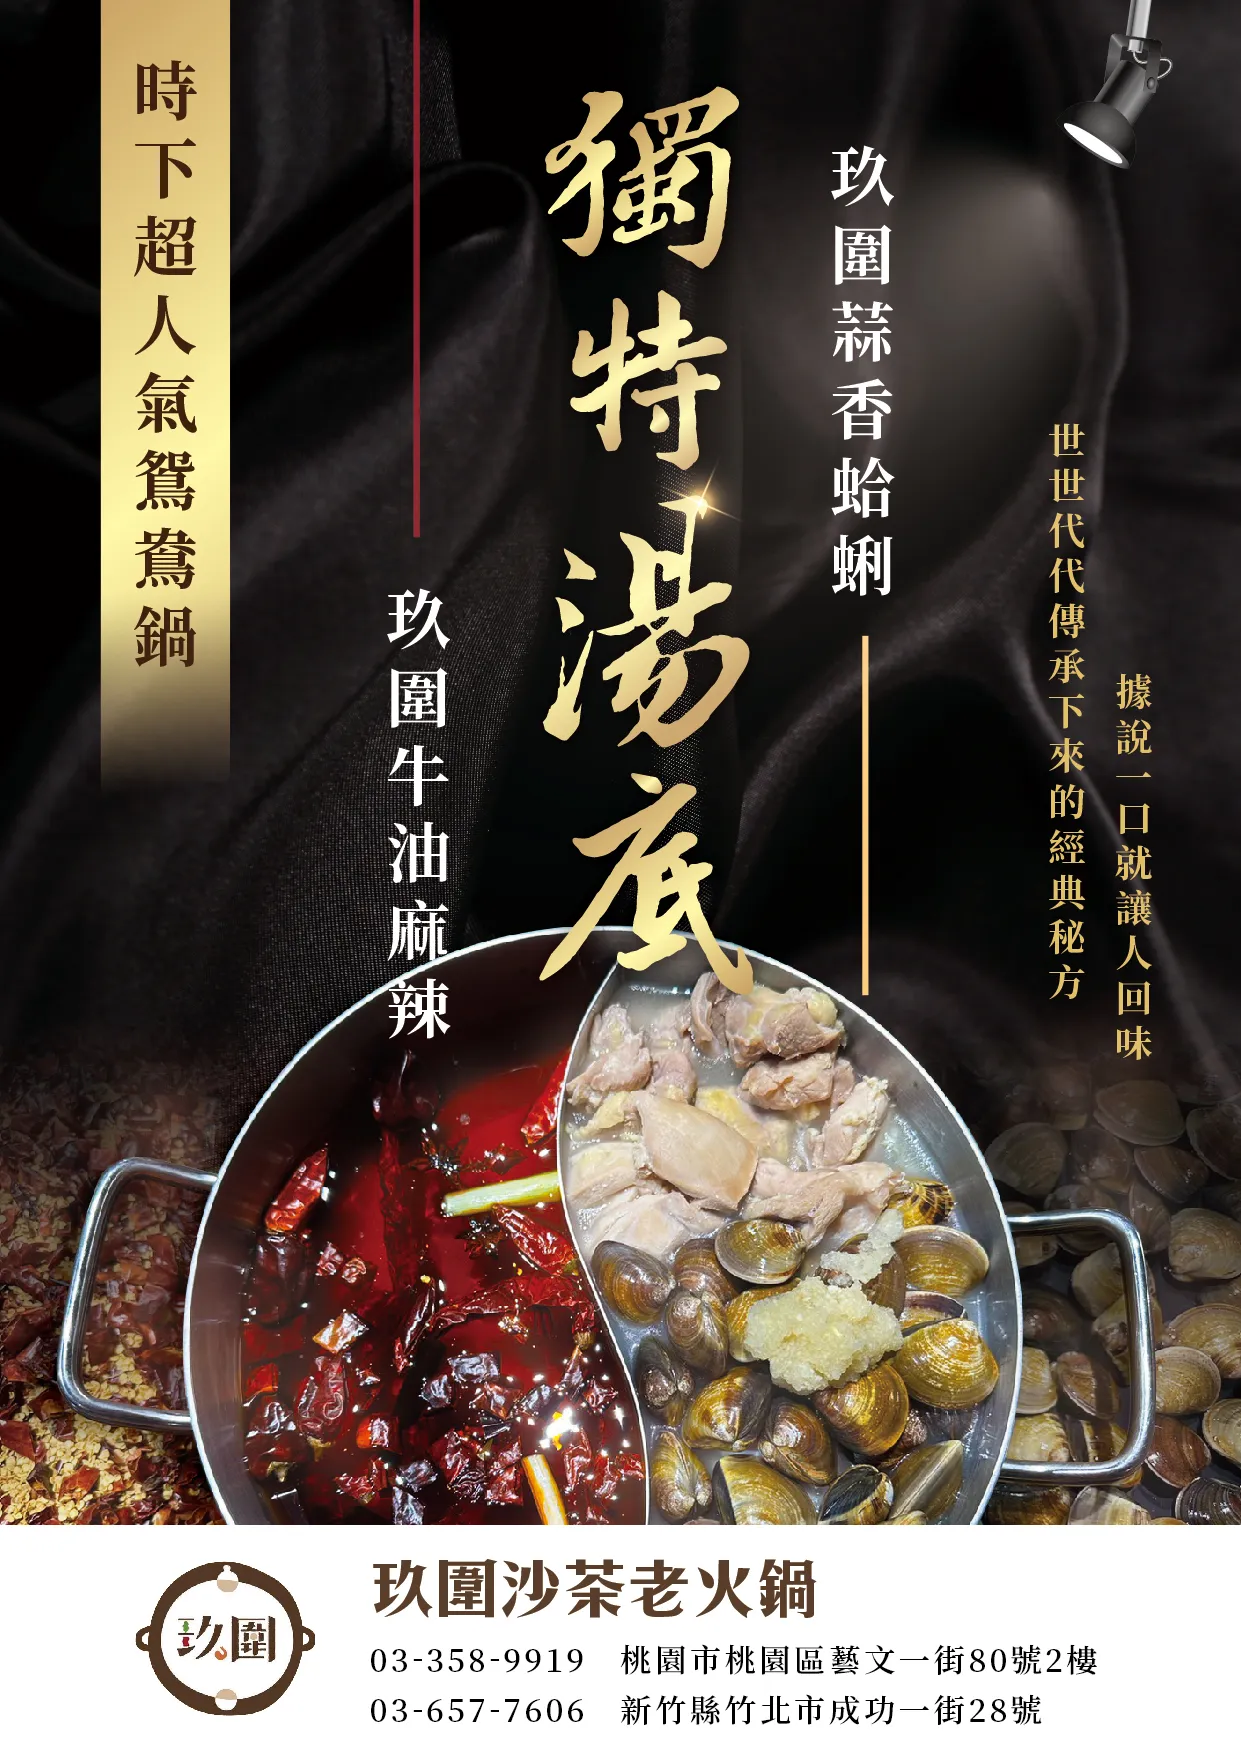 據說一口就讓人回味
世世代代傳承下來的經典秘方
玖圍蒜香蛤蜊
獨特湯底
玖圍牛油麻辣
時下超人氣鴛鴦鍋
玖圍
玖圍沙茶老火鍋
03-358-9919 桃園市桃園區藝文一街80號2樓
03-657-7606 新竹縣竹北市成功一街28號